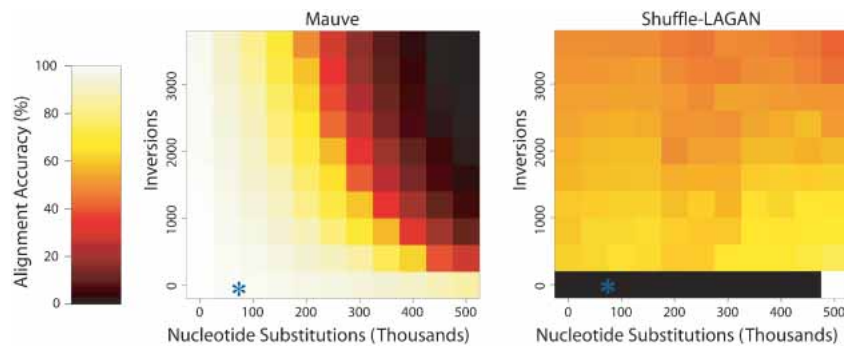 Mauve
Shuffle-LAGAN
Alignment Accuracy (%)
100
80
60
40
20
0
Inversions
3000
2000
1000
0
*
0 100 200 300 400 500
Nucleotide Substitutions (Thousands)
Inversions
3000
2000
1000
0
*
0 100 200 300 400 500
Nucleotide Substitutions (Thousands)